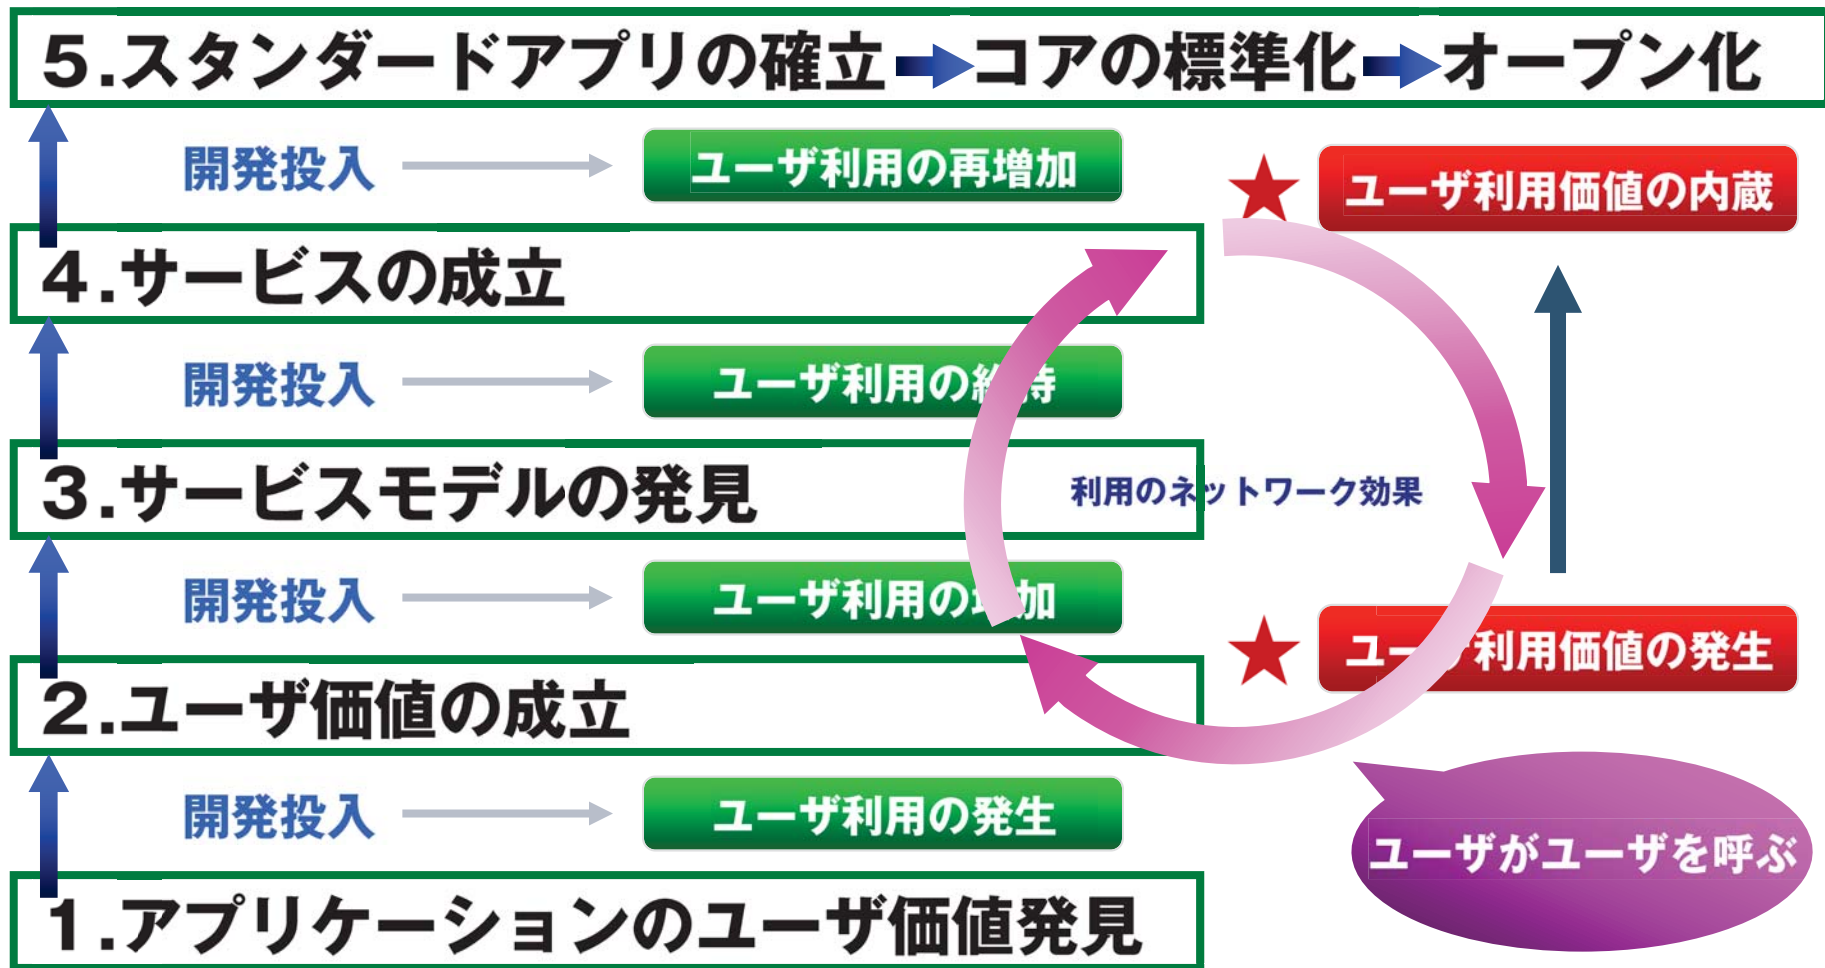 5.スタンダードアプリの確立 コアの標準化 オープン化
開発投入 ユーザ利用の再増加 ユーザ利用価値の内蔵
4.サービスの成立
開発投入 ユーザ利用の維持
3.サービスモデルの発見 利用のネットワーク効果
開発投入 ユーザ利用の増加 ユーザ利用価値の発生
2.ユーザ価値の成立
開発投入 ユーザ利用の発生 ユーザがユーザを呼ぶ
1.アプリケーションのユーザ価値発見